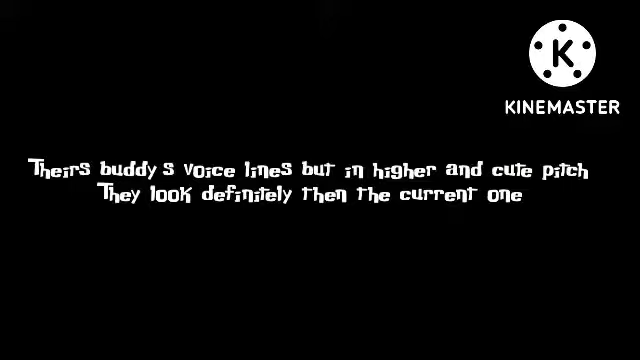 KINEMASTER
Theirs buddy's voice lines but in higher and cute pitch
They look definitely then the current one